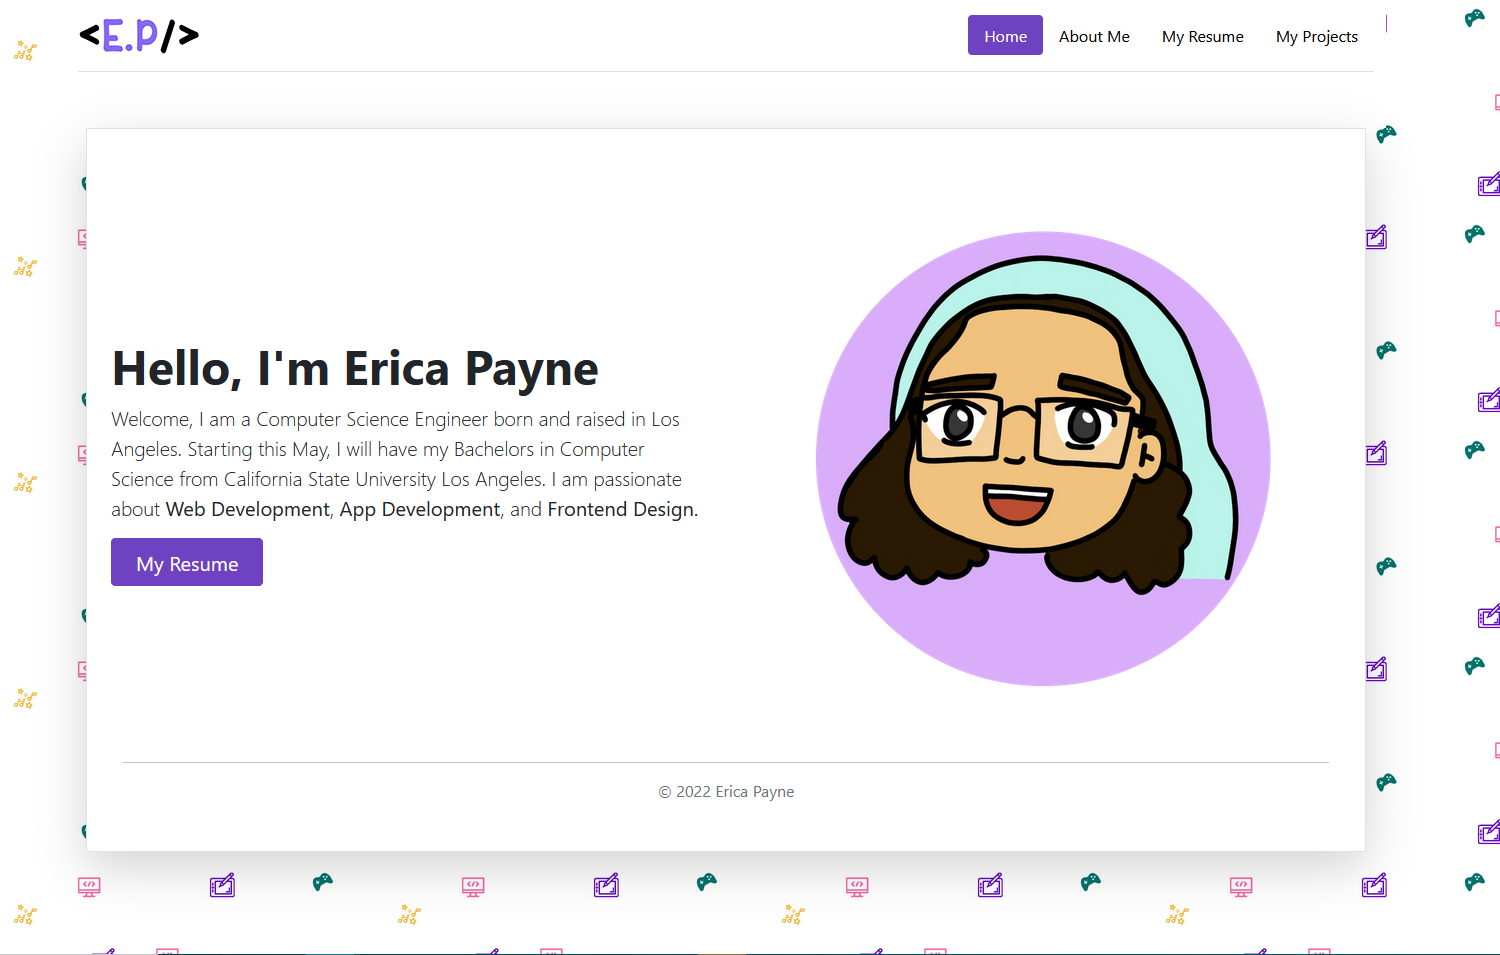 <E.P/>
Home About Me My Resume My Projects
Hello, I'm Erica Payne
Welcome, I am a Computer Science Engineer born and raised in Los
Angeles. Starting this May, I will have my Bachelors in Computer
Science from California State University Los Angeles. I am passionate
about Web Development, App Development, and Frontend Design.
My Resume
© 2022 Erica Payne